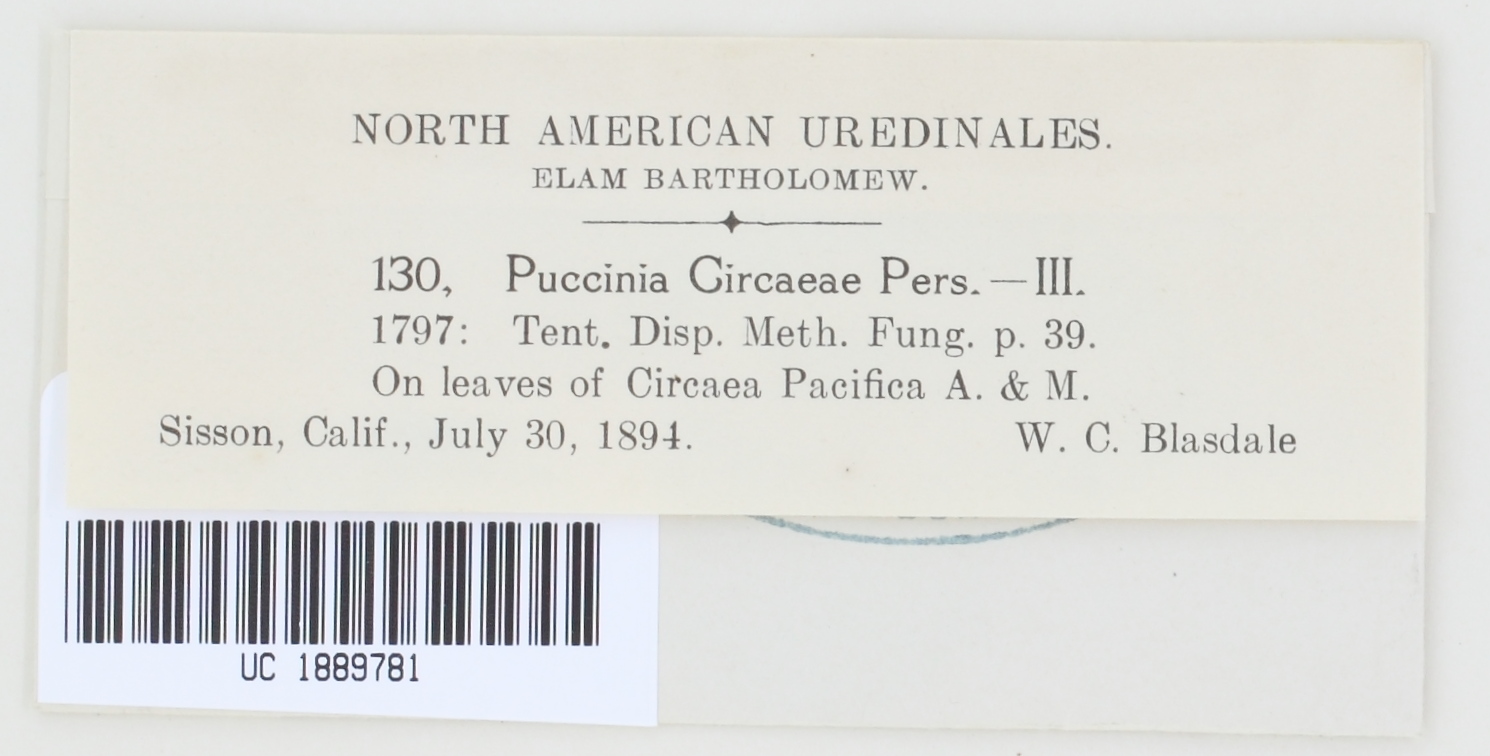 NORTH AMERICAN UREDINALES.
ELAM BARTHOLOMEW.
130, Puccinia Circaeae Pers. — III.
1797: Tent. Disp. Meth. Fung. p. 39.
On leaves of Circaea Pacifica A. & M.
Sisson, Calif., July 30, 1894. W. C. Blasdale
UC 1889781